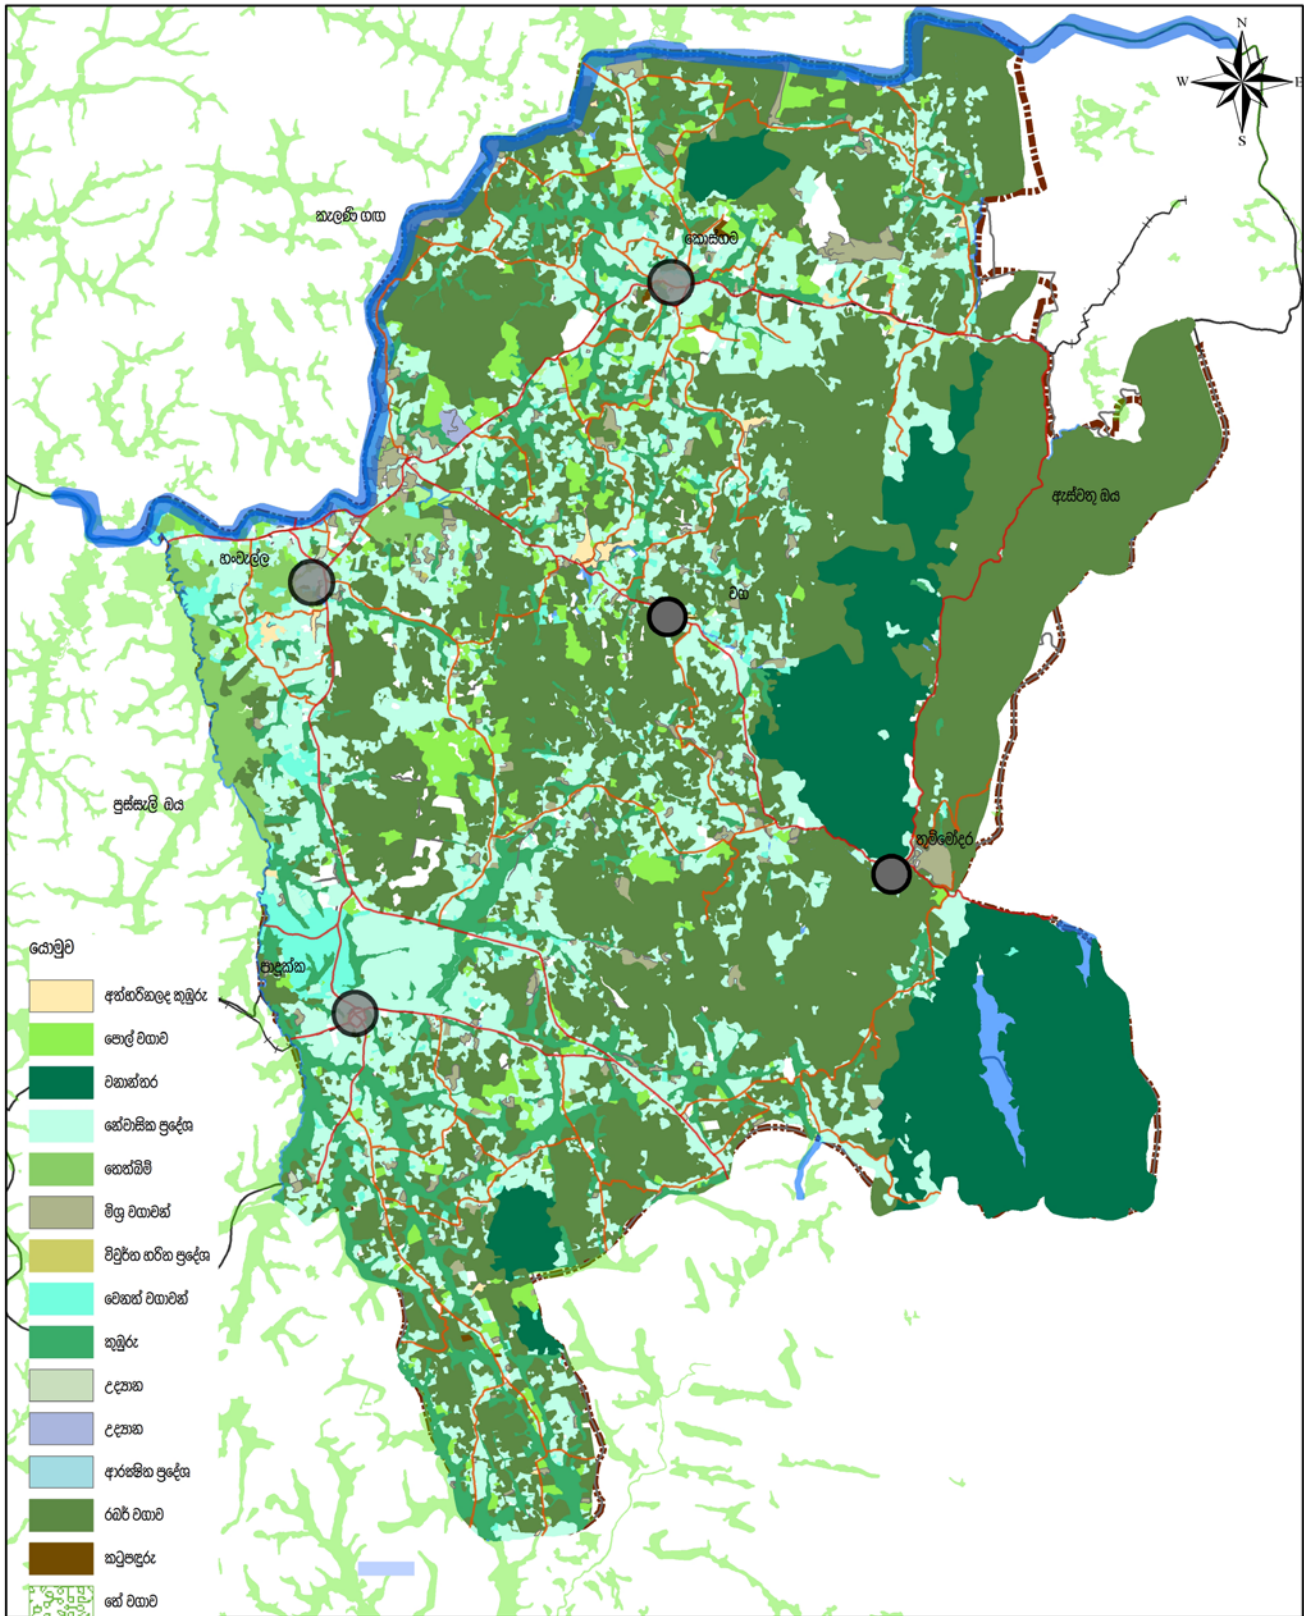 N
W
E
S
කැලණි ගඟ
කොස්ගම
ඇස්වතු ඔය
හංවැල්ල
වග
පුස්සැලි ඔය
තුම්මෝදර
යොමුව
පාදුක්ක
අත්හරිනලද කුඹුරු
පොල් වගාව
වනාන්තර
නේවාසික ප්‍රදේශ
තෙත්බිම්
මිශ්‍ර වගාවන්
විවුර්ත හරිත ප්‍රදේශ
වෙනත් වගාවන්
කුඹුරු
උද්‍යාන
උද්‍යාන
ආරක්‍ෂිත ප්‍රදේශ
රබර් වගාව
කටුපඳුරු
තේ වගාව